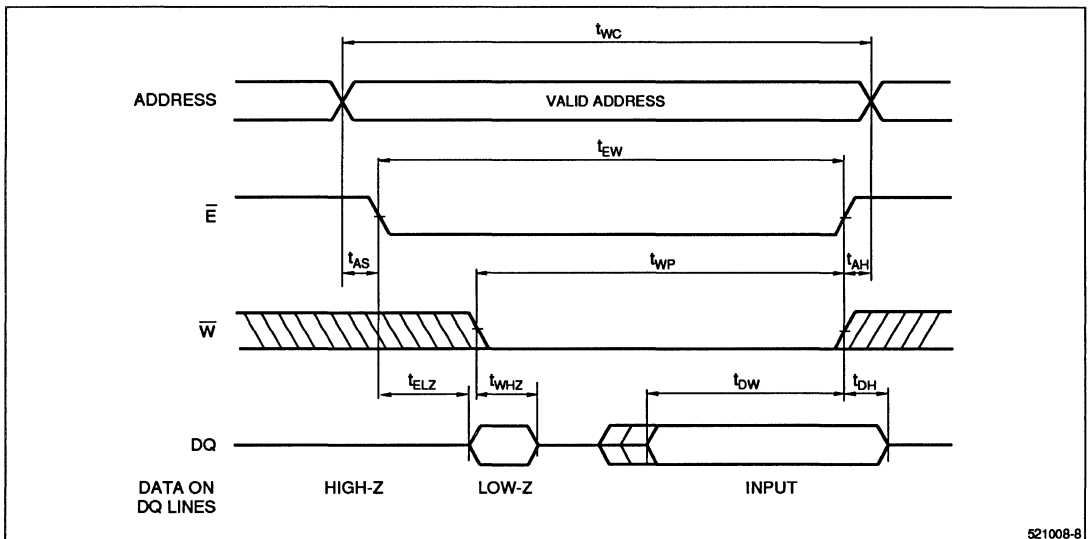 tWC
ADDRESS
VALID ADDRESS
tEW
E
tAS
tWP
tAH
W
tELZ
tWHZ
tDW
tDH
DQ
DATA ON
DQ LINES
HIGH-Z
LOW-Z
INPUT
521008-8